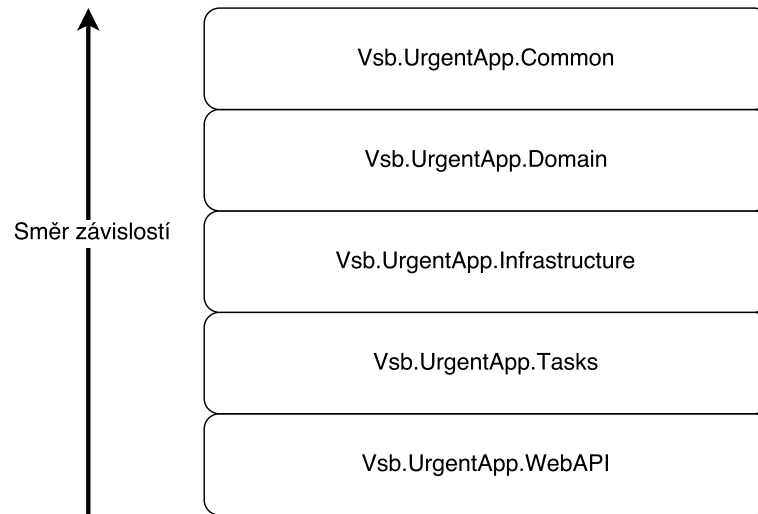 Vsb.UrgentApp.Common
Vsb.UrgentApp.Domain
Směr závislostí
Vsb.UrgentApp.Infrastructure
Vsb.UrgentApp.Tasks
Vsb.UrgentApp.WebAPI